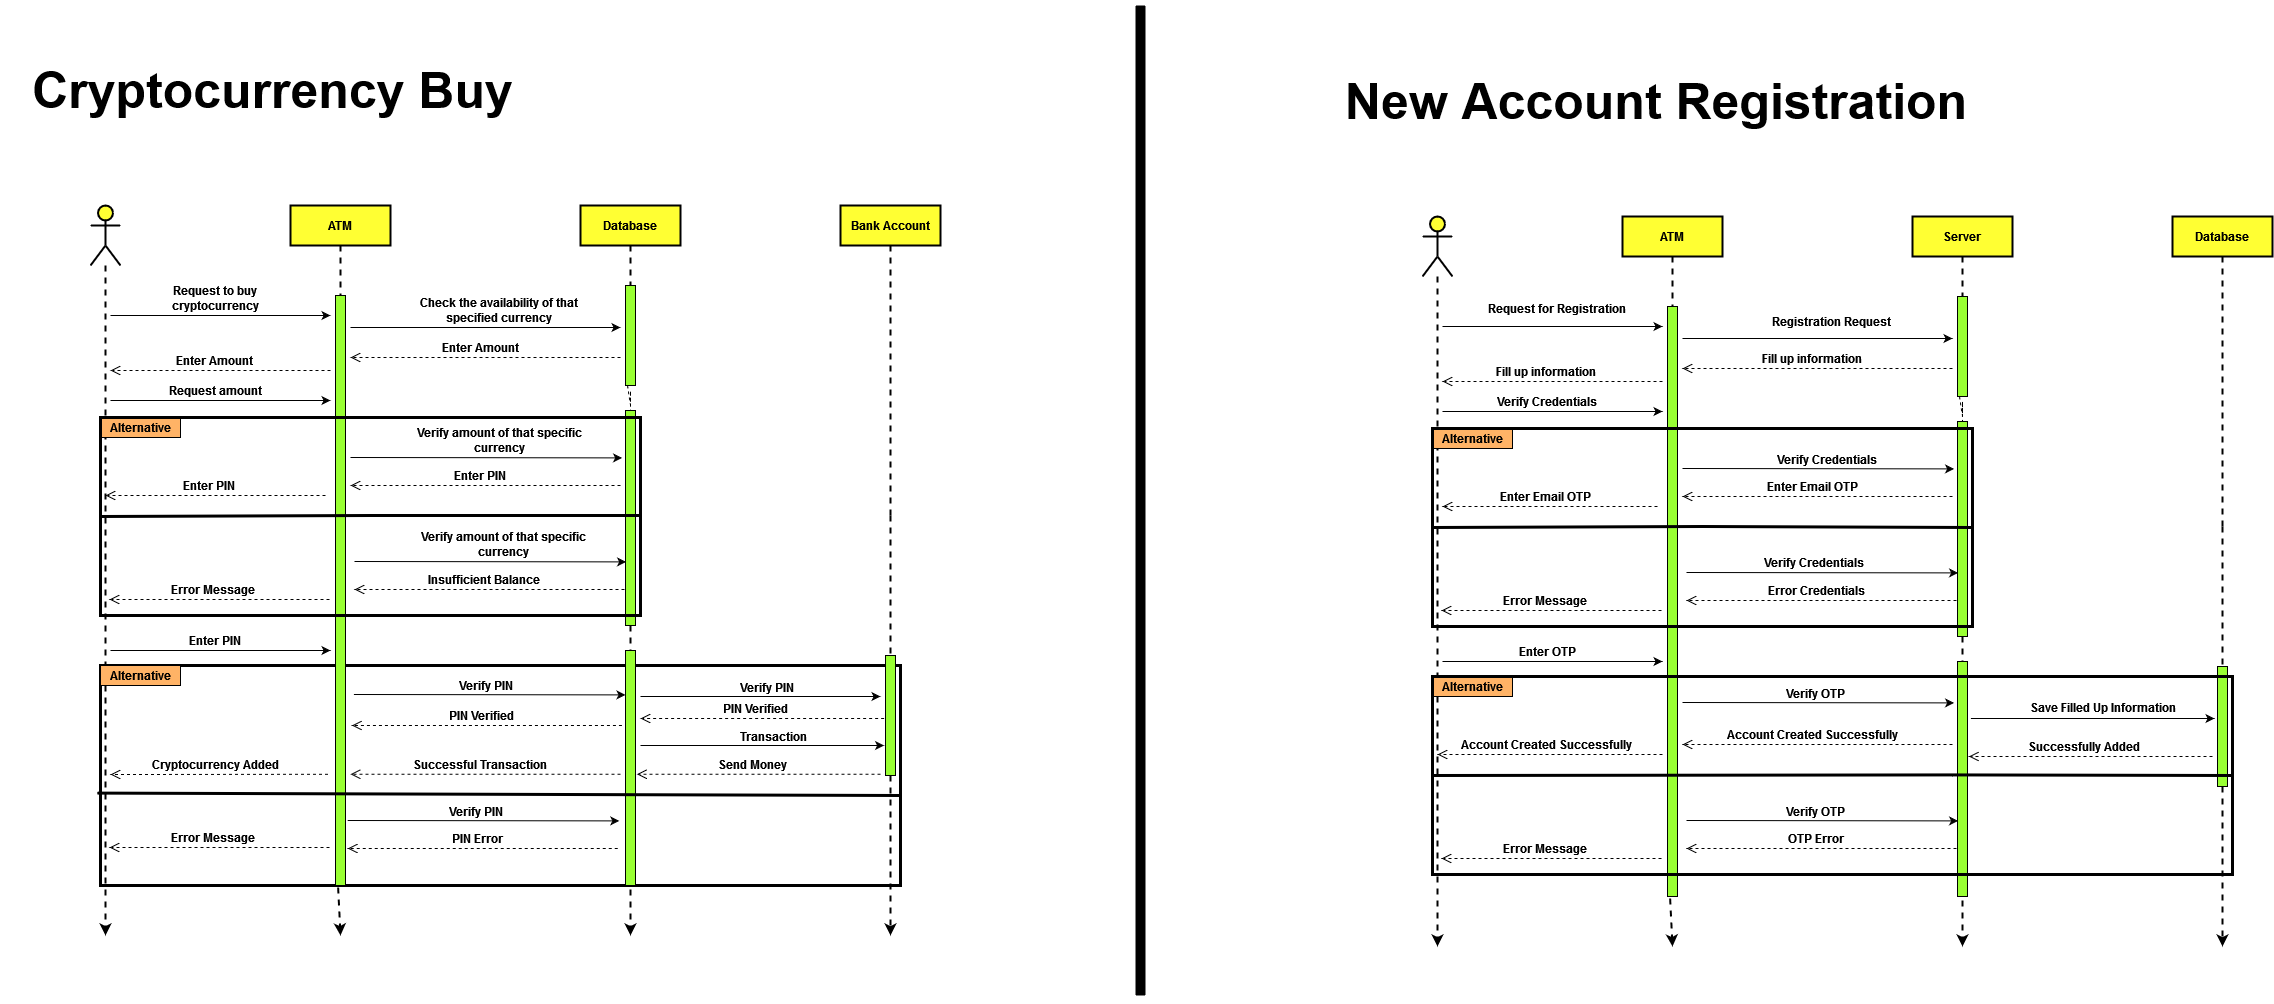 Cryptocurrency Buy
ATM
Database
Bank Account
Request to buy
cryptocurrency
Check the availability of that
specified currency
Enter Amount
Enter Amount
Request amount
Alternative
Verify amount of that specific
currency
Enter PIN
Enter PIN
Verify amount of that specific
currency
Insufficient Balance
Error Message
Enter PIN
Alternative
Verify PIN
Verify PIN
PIN Verified
PIN Verified
Transaction
Cryptocurrency Added
Successful Transaction
Send Money
Verify PIN
Error Message
PIN Error
New Account Registration
ATM
Server
Database
Request for Registration
Registration Request
Fill up information
Fill up information
Verify Credentials
Alternative
Verify Credentials
Enter Email OTP
Enter Email OTP
Verify Credentials
Error Credentials
Error Message
Enter OTP
Alternative
Verify OTP
Save Filled Up Information
Account Created Successfully
Account Created Successfully
Successfully Added
Verify OTP
OTP Error
Error Message